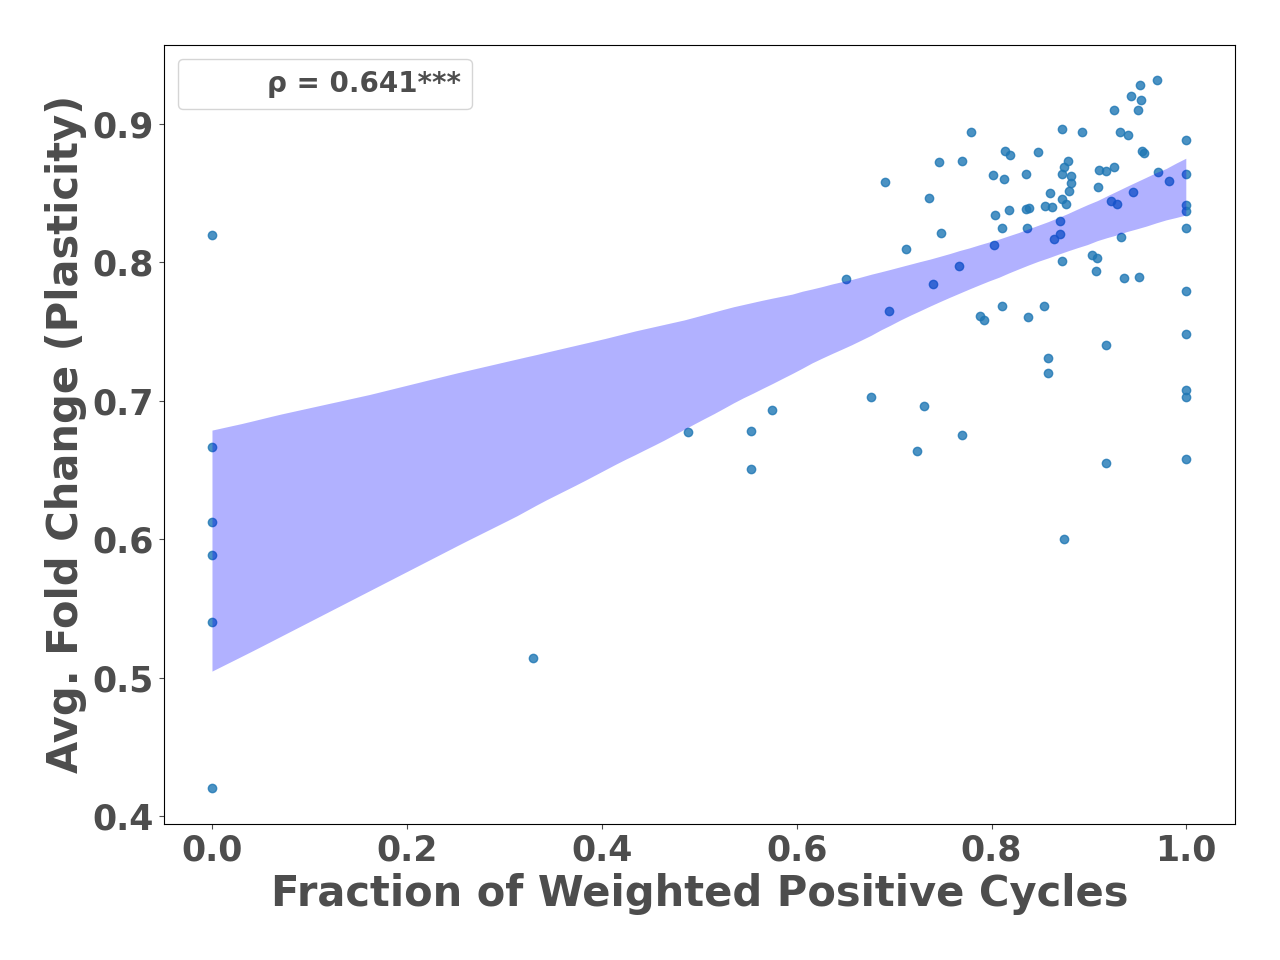 ρ = 0.641***
Avg. Fold Change (Plasticity)
0.9
0.8
0.7
0.6
0.5
0.4
0.0 0.2 0.4 0.6 0.8 1.0
Fraction of Weighted Positive Cycles